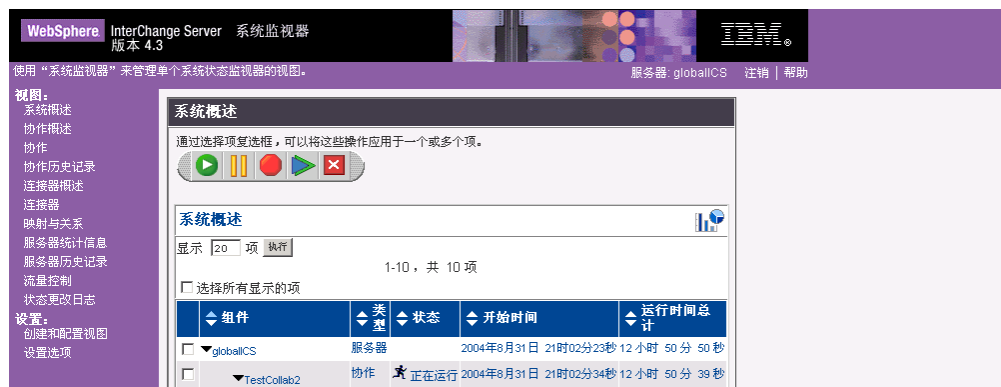 WebSphere. InterChange Server 系统监视器
版本 4.3
IBM
使用“系统监视器”来管理单个系统状态监视器的视图。
服务器: globalICS 注销 | 帮助
视图:
系统概述
协作概述
协作
协作历史记录
连接器概述
连接器
映射与关系
服务器统计信息
服务器历史记录
流量控制
状态更改日志
设置:
创建和配置视图
设置选项
系统概述
通过选择项复选框，可以将这些操作应用于一个或多个项。
系统概述
显示 20 项 执行
1-10，共 10 项
选择所有显示的项
组件 类型 状态 开始时间 运行时间总计
globalICS 服务器 2004年8月31日 21时02分23秒 12 小时 50 分 50 秒
TestCollab2 协作 正在运行 2004年8月31日 21时02分34秒 12 小时 50 分 39 秒